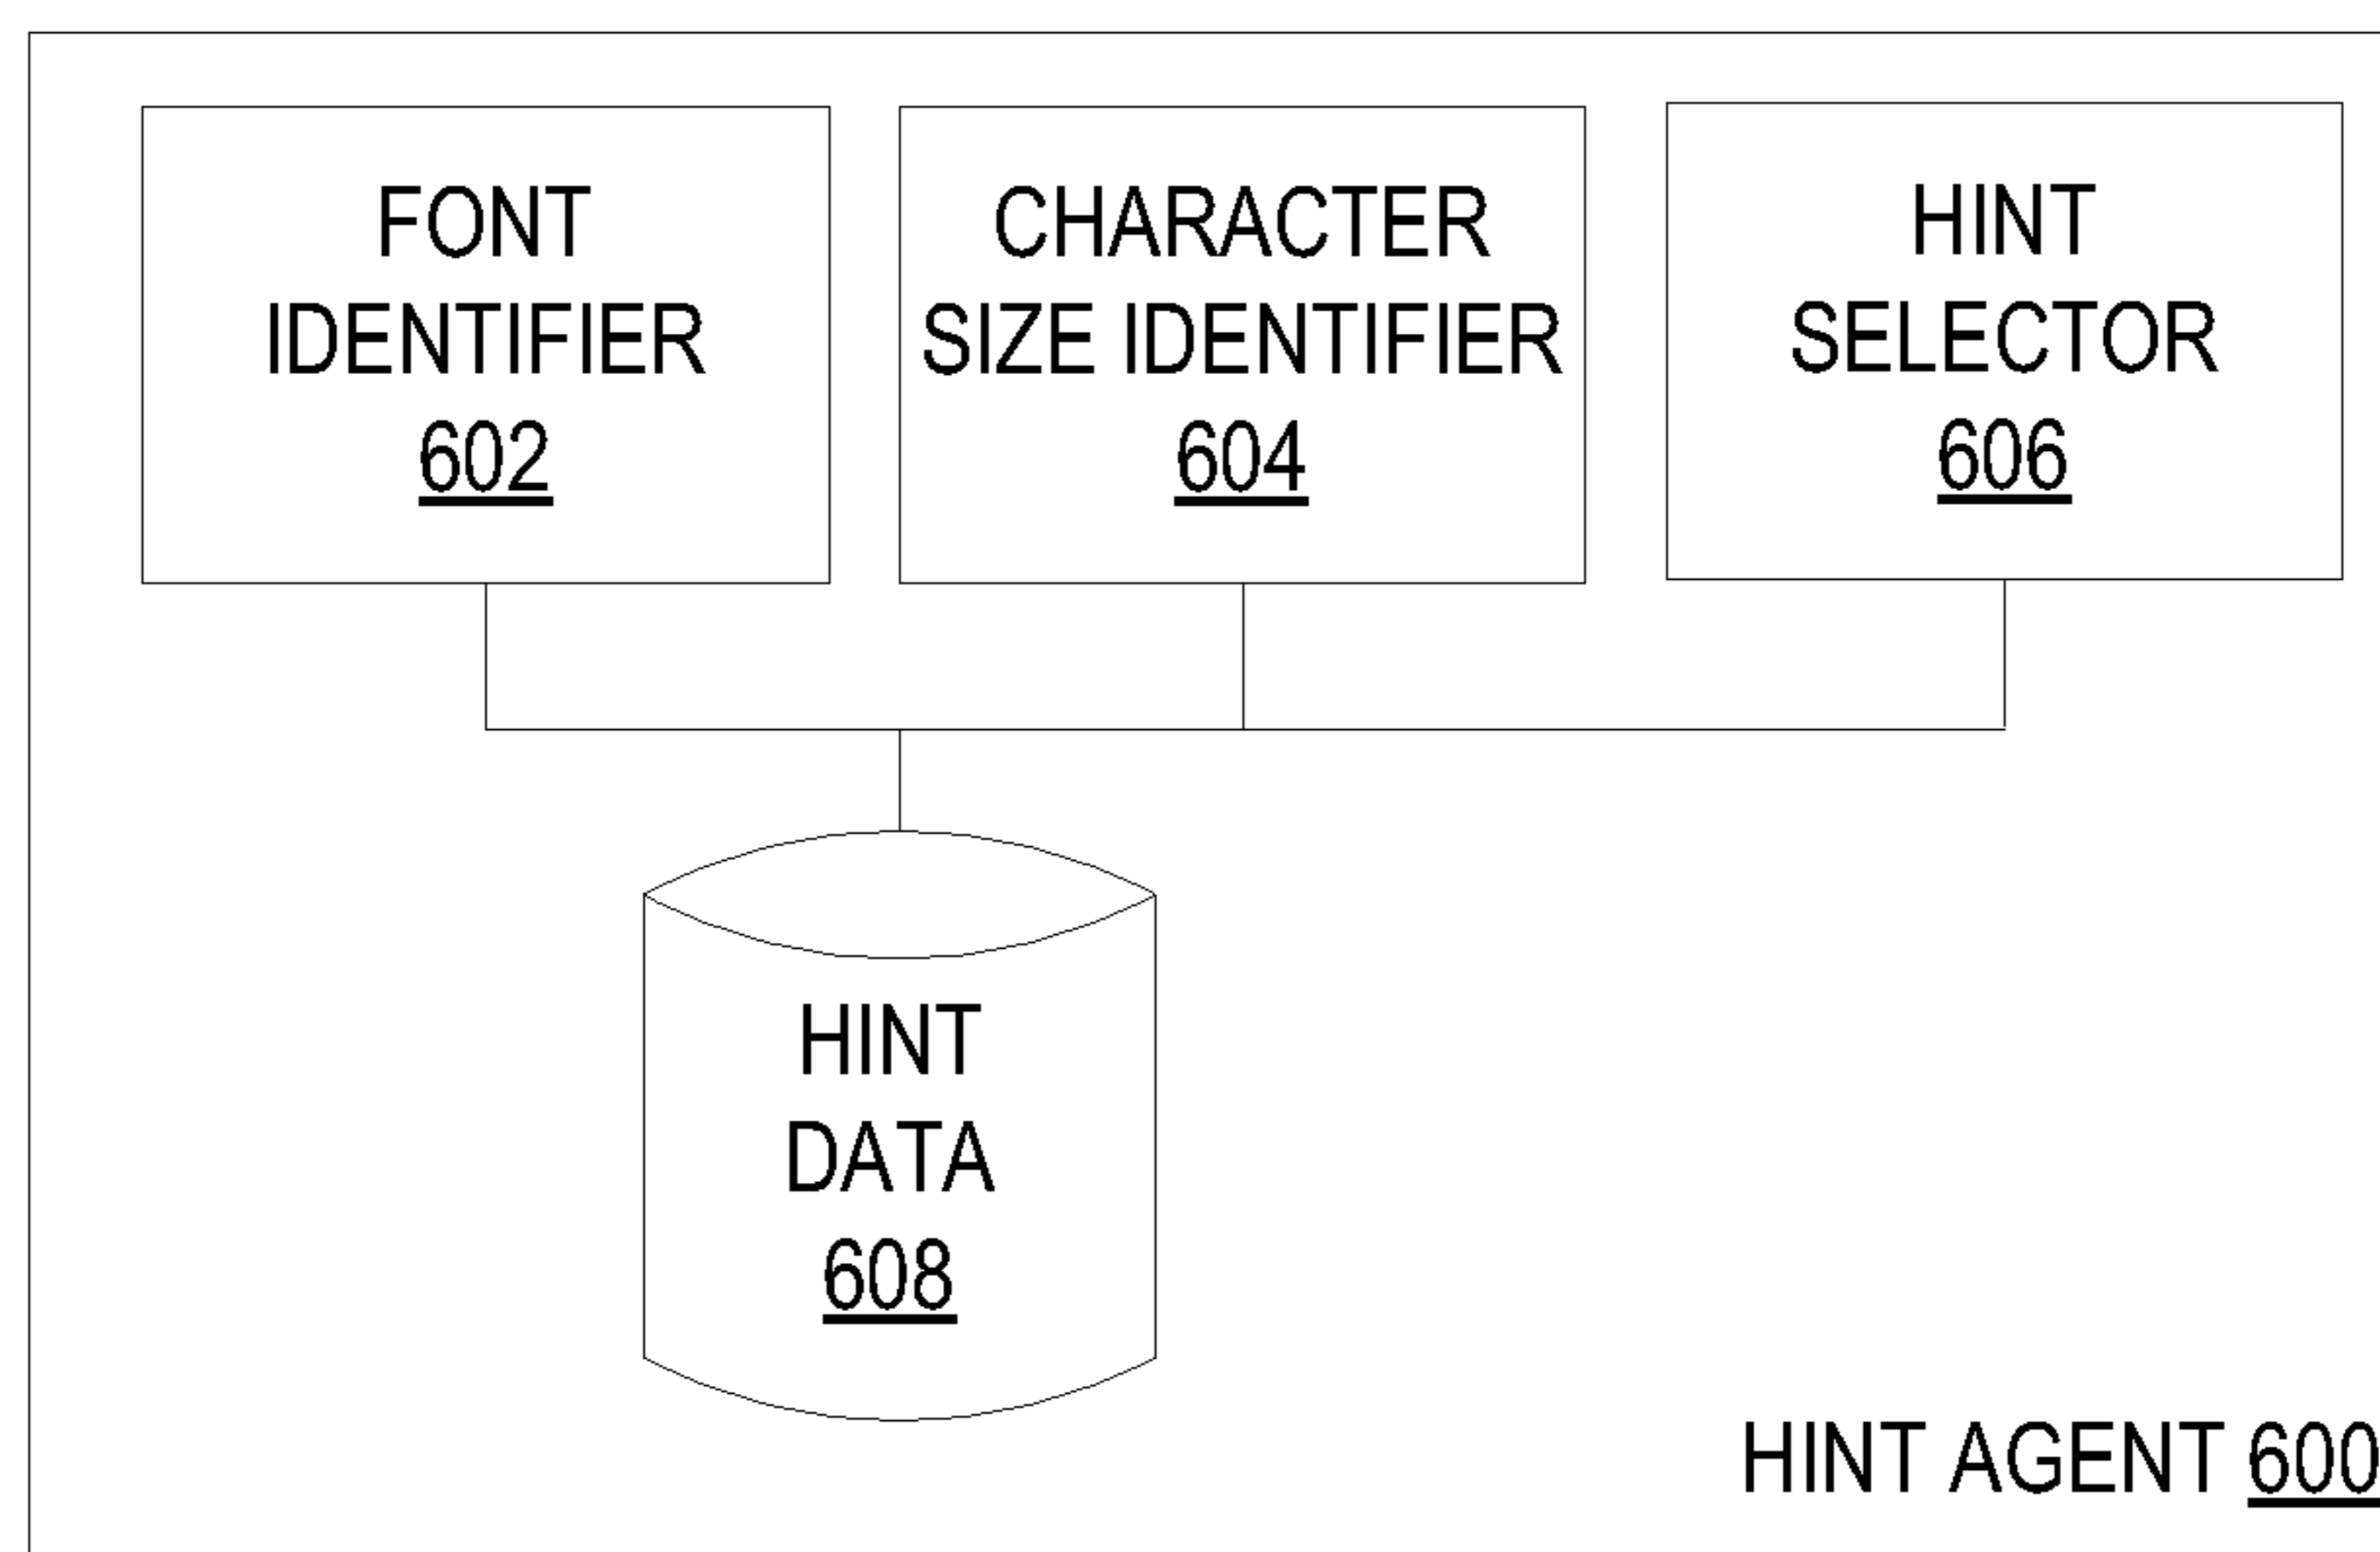 FONT
IDENTIFIER
602
CHARACTER
SIZE IDENTIFIER
604
HINT
SELECTOR
606
HINT
DATA
608
HINT AGENT 600